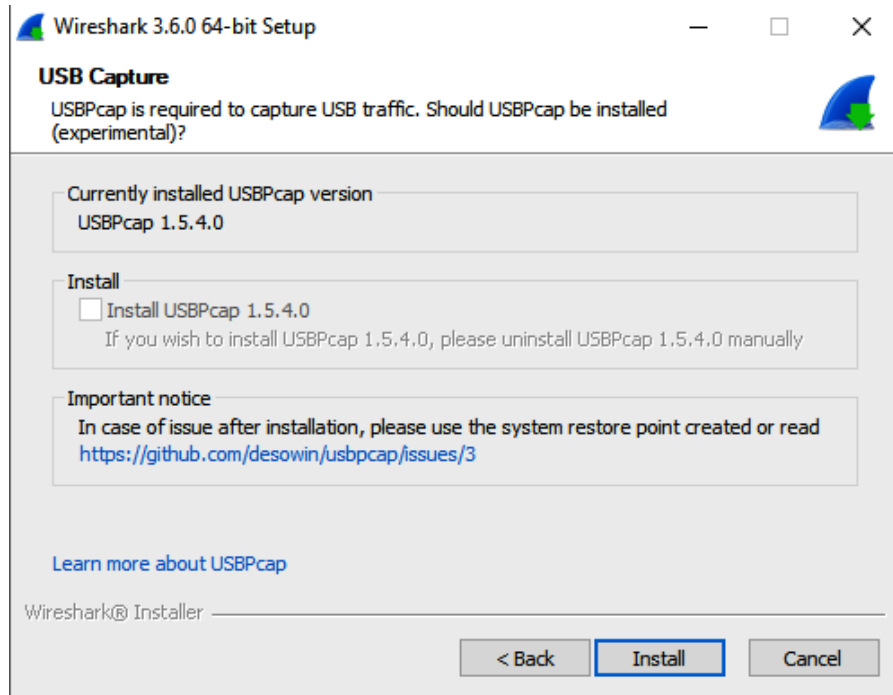 Wireshark 3.6.0 64-bit Setup
USB Capture
USBPcap is required to capture USB traffic. Should USBPcap be installed
(experimental)?
Currently installed USBPcap version
USBPcap 1.5.4.0
Install
Install USBPcap 1.5.4.0
If you wish to install USBPcap 1.5.4.0, please uninstall USBPcap 1.5.4.0 manually
Important notice
In case of issue after installation, please use the system restore point created or read
https://github.com/desowin/usbpcap/issues/3
Learn more about USBPcap
Wireshark® Installer
< Back
Install
Cancel